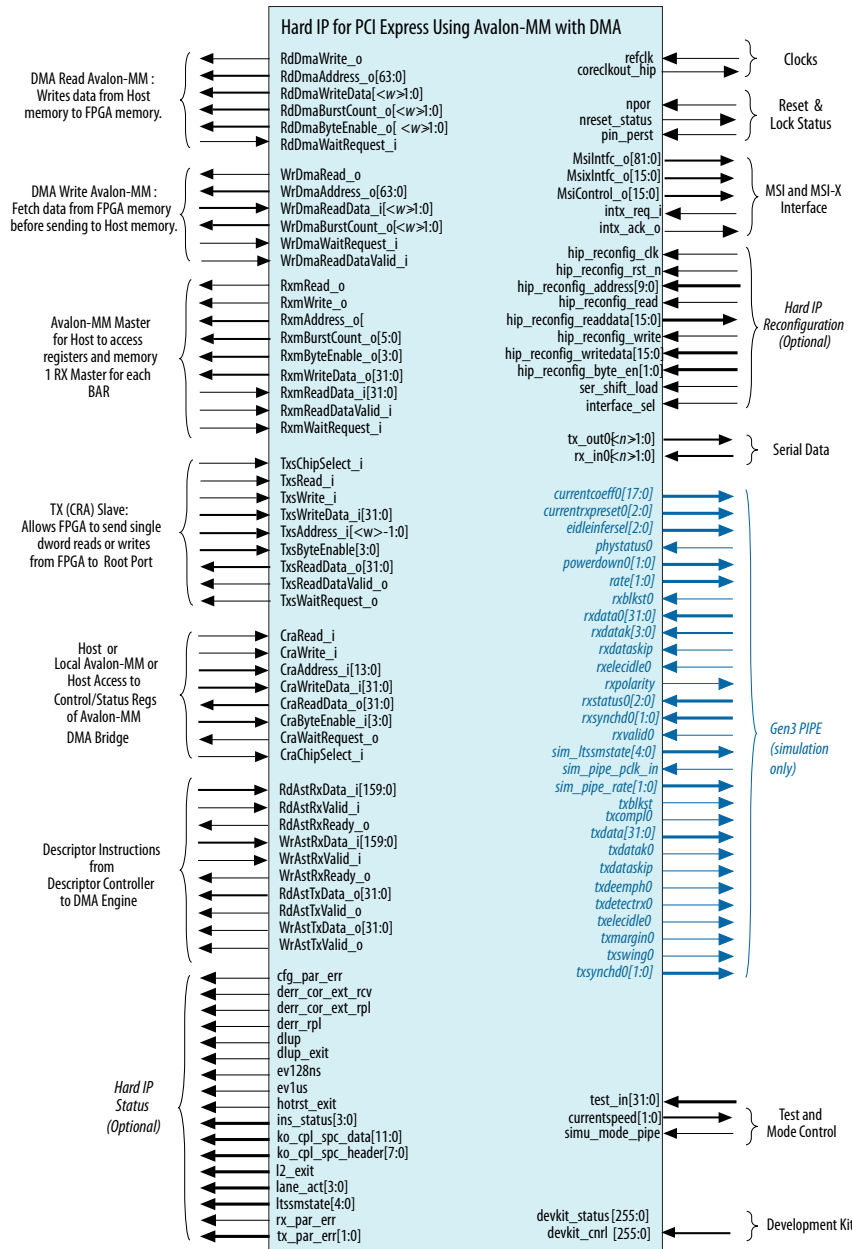 Hard IP for PCI Express Using Avalon-MM with DMA
DMA Read Avalon-MM :
Writes data from Host
memory to FPGA memory.
RdDmaWrite_o
RdDmaAddress_o[63:0]
RdDmaWriteData[<w>1:0]
RdDmaBurstCount_o[<w>1:0]
RdDmaByteEnable_o[ <w>1:0]
RdDmaWaitRequest_i
DMA Write Avalon-MM :
Fetch data from FPGA memory
before sending to Host memory.
WrDmaRead_o
WrDmaAddress_o[63:0]
WrDmaReadData_i[<w>1:0]
WrDmaBurstCount_o[<w>1:0]
WrDmaWaitRequest_i
WrDmaReadDataValid_i
Avalon-MM Master
for Host to access
registers and memory
1 RX Master for each
BAR
RxmRead_o
RxmWrite_o
RxmAddress_o[
RxmBurstCount_o[5:0]
RxmByteEnable_o[3:0]
RxmWriteData_o[31:0]
RxmReadData_i[31:0]
RxmReadDataValid_i
RxmWaitRequest_i
TX (CRA) Slave:
Allows FPGA to send single
dword reads or writes
from FPGA to Root Port
TxsChipSelect_i
TxsRead_i
TxsWrite_i
TxsWriteData_i[31:0]
TxsAddress_i[<w>-1:0]
TxsByteEnable[3:0]
TxsReadData_o[31:0]
TxsReadDataValid_o
TxsWaitRequest_o
Host or
Local Avalon-MM or
Host Access to
Control/Status Regs
of Avalon-MM
DMA Bridge
CraRead_i
CraWrite_i
CraAddress_i[13:0]
CraWriteData_i[31:0]
CraReadData_o[31:0]
CraByteEnable_i[3:0]
CraWaitRequest_o
CraChipSelect_i
Descriptor Instructions
from
Descriptor Controller
to DMA Engine
RdAstRxData_i[159:0]
RdAstRxValid_i
RdAstRxReady_o
WrAstRxData_i[159:0]
WrAstRxValid_i
WrAstRxReady_o
RdAstTxData_o[31:0]
RdAstTxValid_o
WrAstTxData_o[31:0]
WrAstTxValid_o
Hard IP
Status
(Optional)
cfg_par_err
derr_cor_ext_rcv
derr_cor_ext_rpl
derr_rpl
dlup
dlup_exit
ev128ns
ev1us
hotrst_exit
ins_status[3:0]
ko_cpl_spc_data[11:0]
ko_cpl_spc_header[7:0]
l2_exit
lane_act[3:0]
ltssmstate[4:0]
rx_par_err
tx_par_err[1:0]
refclk
coreclkout_hip
Clocks
npor
nreset_status
pin_perst
Reset &
Lock Status
MsiIntfc_o[81:0]
MsixIntfc_o[15:0]
MsiControl_o[15:0]
intx_req_i
intx_ack_o
MSI and MSI-X
Interface
hip_reconfig_clk
hip_reconfig_rst_n
hip_reconfig_address[9:0]
hip_reconfig_read
hip_reconfig_readdata[15:0]
hip_reconfig_write
hip_reconfig_writedata[15:0]
hip_reconfig_byte_en[1:0]
ser_shift_load
interface_sel
Hard IP
Reconfiguration
(Optional)
tx_out0[<n>1:0]
rx_in0[<n>1:0]
Serial Data
currentcoeff0[17:0]
currentrxpreset0[2:0]
eidleinfersel[2:0]
phystatus0
powerdown0[1:0]
rate[1:0]
rxblkst0
rxdata0[31:0]
rxdatak[3:0]
rxdataskip
rxelecidle0
rxpolarity
rxstatus0[2:0]
rxsynchd0[1:0]
rxvalid0
sim_ltssmstate[4:0]
sim_pipe_pclk_in
sim_pipe_rate[1:0]
txblkst
txcompl0
txdata[31:0]
txdatak0
txdataskip
txdeemph0
txdetectrx0
txelecidle0
txmargin0
txswing0
txsynchd0[1:0]
Gen3 PIPE
(simulation
only)
test_in[31:0]
currentspeed[1:0]
simu_mode_pipe
Test and
Mode Control
devkit_status[255:0]
devkit_cnrl [255:0]
Development Kit